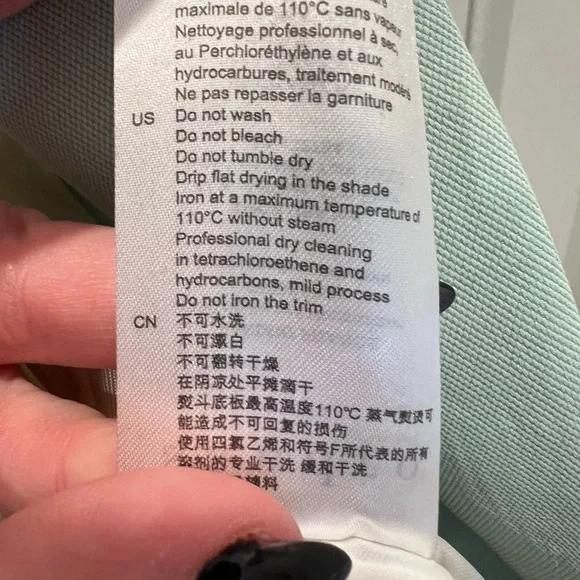 maximale de 110°C sans vapeur
Nettoyage professionnel à sec,
au Perchloréthylène et aux
hydrocarbures, traitement modéré
Ne pas repasser la garniture
US Do not wash
Do not bleach
Do not tumble dry
Drip flat drying in the shade
Iron at a maximum temperature of
110°C without steam
Professional dry cleaning
in tetrachloroethene and
hydrocarbons, mild process
Do not iron the trim
CN 不可水洗
不可漂白
不可翻转干燥
在阴凉处平摊滴干
熨斗底板最高温度110℃ 蒸气熨烫可
能造成不可回复的损伤
使用四氯乙烯和符号F所代表的所有
溶剂的专业干洗 缓和干洗
料